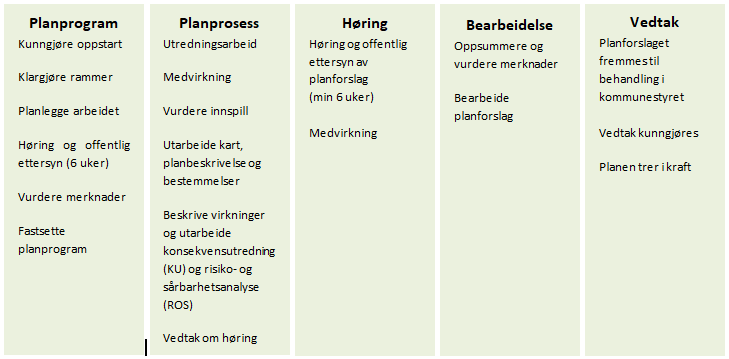 Planprogram
Kunngjøre oppstart
Klargjøre rammer
Planlegge arbeidet
Høring og offentlig
ettersyn (6 uker)
Vurdere merknader
Fastsette
planprogram
Planprosess
Utredningsarbeid
Medvirkning
Vurdere innspill
Utarbeide kart,
planbeskrivelse og
bestemmelser
Beskrive virkninger
og utarbeide
konsekvensutredning
(KU) og risiko- og
sårbarhetsanalyse
(ROS)
Vedtak om høring
Høring
Høring og offentlig
ettersyn av
planforslag
(min 6 uker)
Medvirkning
Bearbeidelse
Oppsummere og
vurdere merknader
Bearbeide
planforslag
Vedtak
Planforslaget
fremmes til
behandling i
kommunestyret
Vedtak kunngjøres
Planen trer i kraft